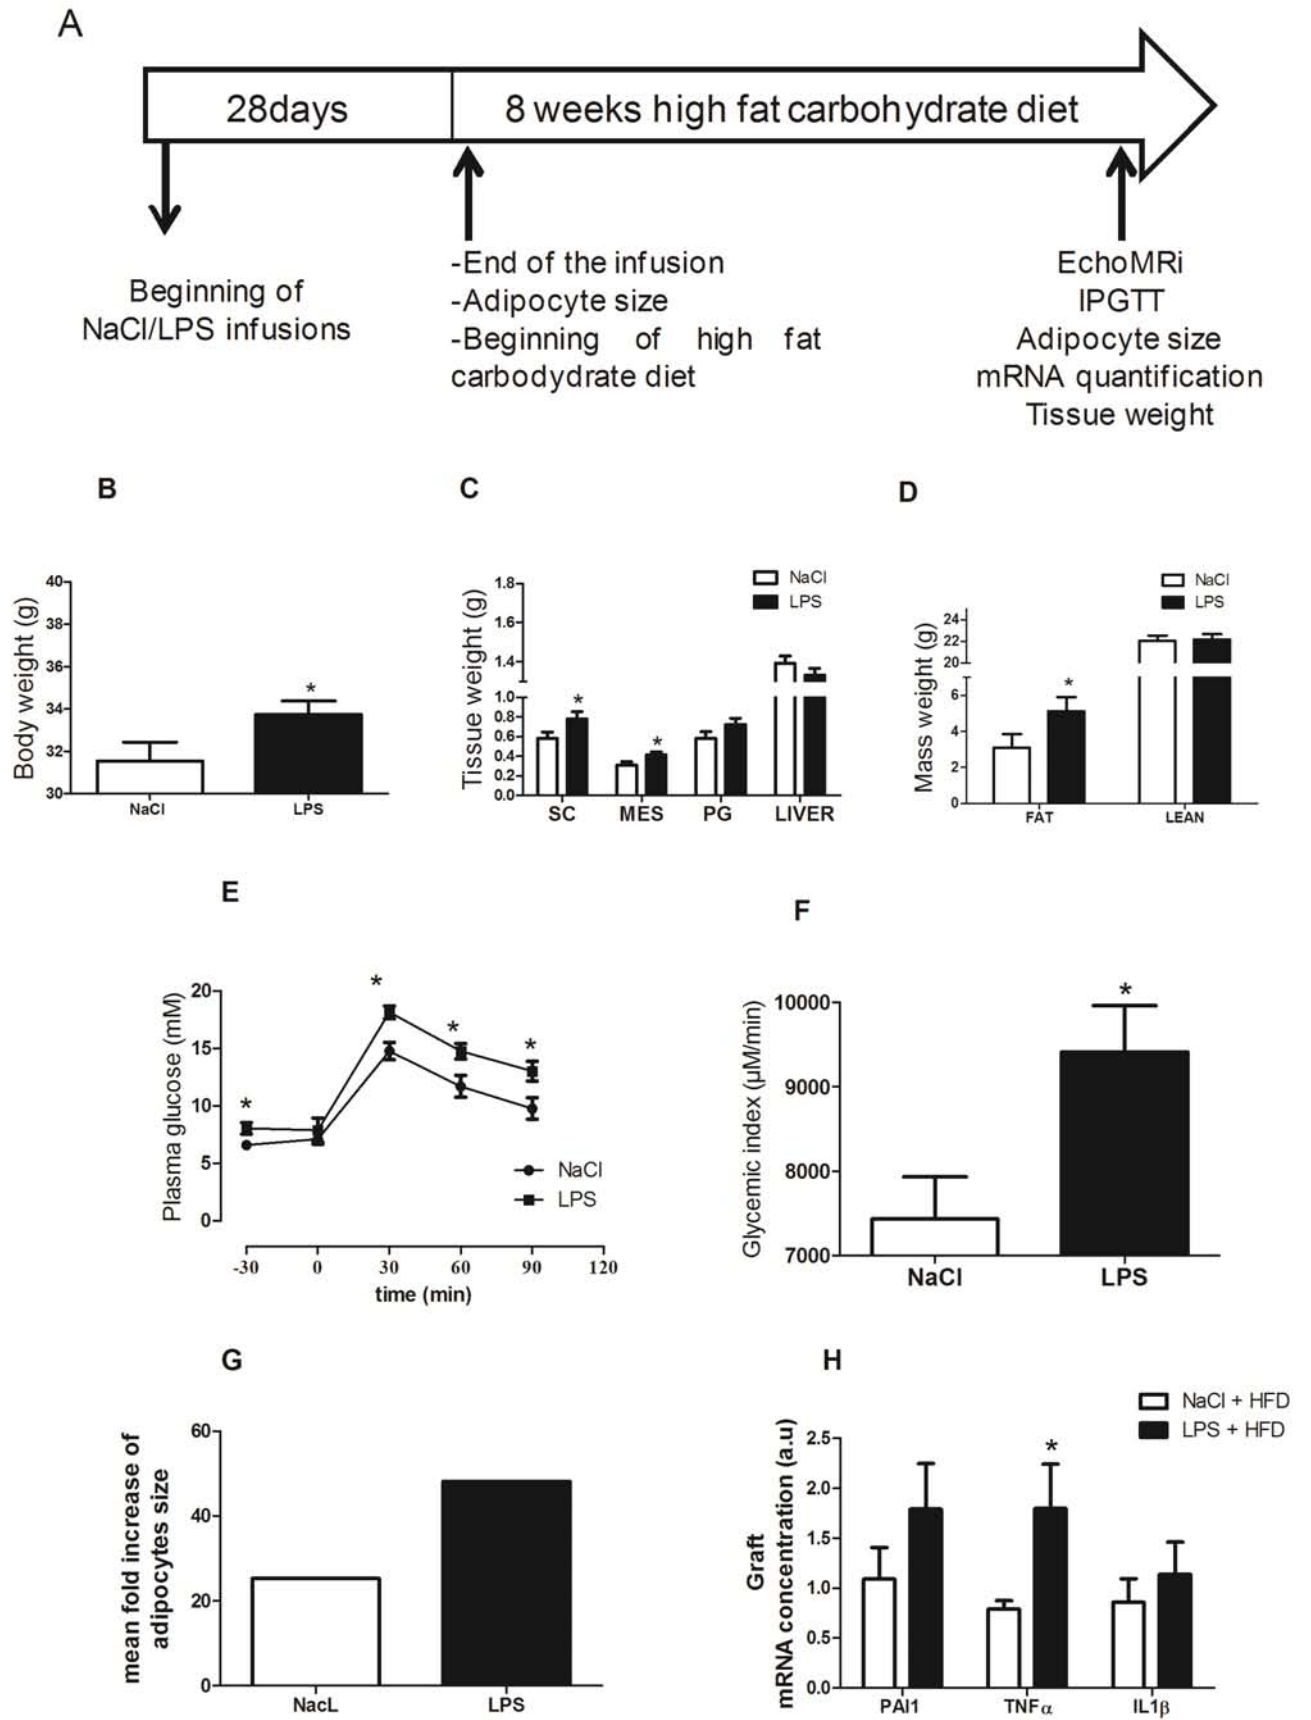 A
28days
8 weeks high fat carbohydrate diet
Beginning of
NaCl/LPS infusions
-End of the infusion
-Adipocyte size
-Beginning of high fat
carbodydrate diet
EchoMRi
IPGTT
Adipocyte size
mRNA quantification
Tissue weight
B
Body weight (g)
40
38
36
34
32
30
*
NaCl
LPS
C
Tissue weight (g)
1.8
1.6
1.4
1.0
0.8
0.6
0.4
0.2
0.0
NaCl
LPS
*
*
SC
MES
PG
LIVER
D
Mass weight (g)
24
22
20
6
4
2
0
NaCl
LPS
*
FAT
LEAN
E
Plasma glucose (mM)
20
15
10
5
0
*
*
*
*
NaCl
LPS
-30
0
30
60
90
120
time (min)
F
Glycemic index (µM/min)
10000
9000
8000
7000
*
NaCl
LPS
G
mean fold increase of
adipocytes size
60
40
20
0
NacL
LPS
H
Graft
mRNA concentration (a.u)
2.5
2.0
1.5
1.0
0.5
0.0
NaCl + HFD
LPS + HFD
*
PAI1
TNFα
IL1β